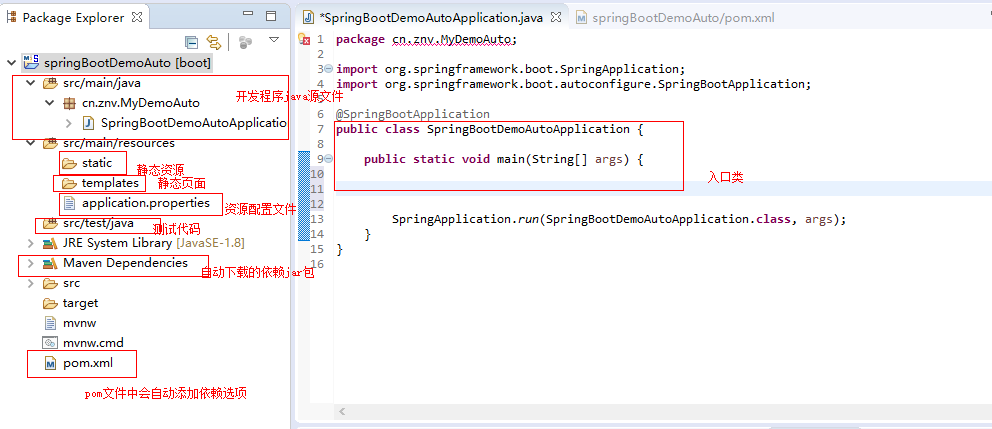 Package Explorer
springBootDemoAuto [boot]
src/main/java
开发程序java源文件
cn.znv.MyDemoAuto
SpringBootDemoAutoApplicatio
src/main/resources
static
静态资源
templates
静态页面
application.properties
资源配置文件
src/test/java
测试代码
JRE System Library [JavaSE-1.8]
Maven Dependencies
自动下载的依赖jar包
src
target
mvnw
mvnw.cmd
pom.xml
pom文件中会自动添加依赖选项
*SpringBootDemoAutoApplication.java
springBootDemoAuto/pom.xml
1 package cn.znv.MyDemoAuto;
2
3 import org.springframework.boot.SpringApplication;
4 import org.springframework.boot.autoconfigure.SpringBootApplication;
5
6 @SpringBootApplication
7 public class SpringBootDemoAutoApplication {
8
9 public static void main(String[] args) {
10
11
入口类
12
13 SpringApplication.run(SpringBootDemoAutoApplication.class, args);
14 }
15 }
16